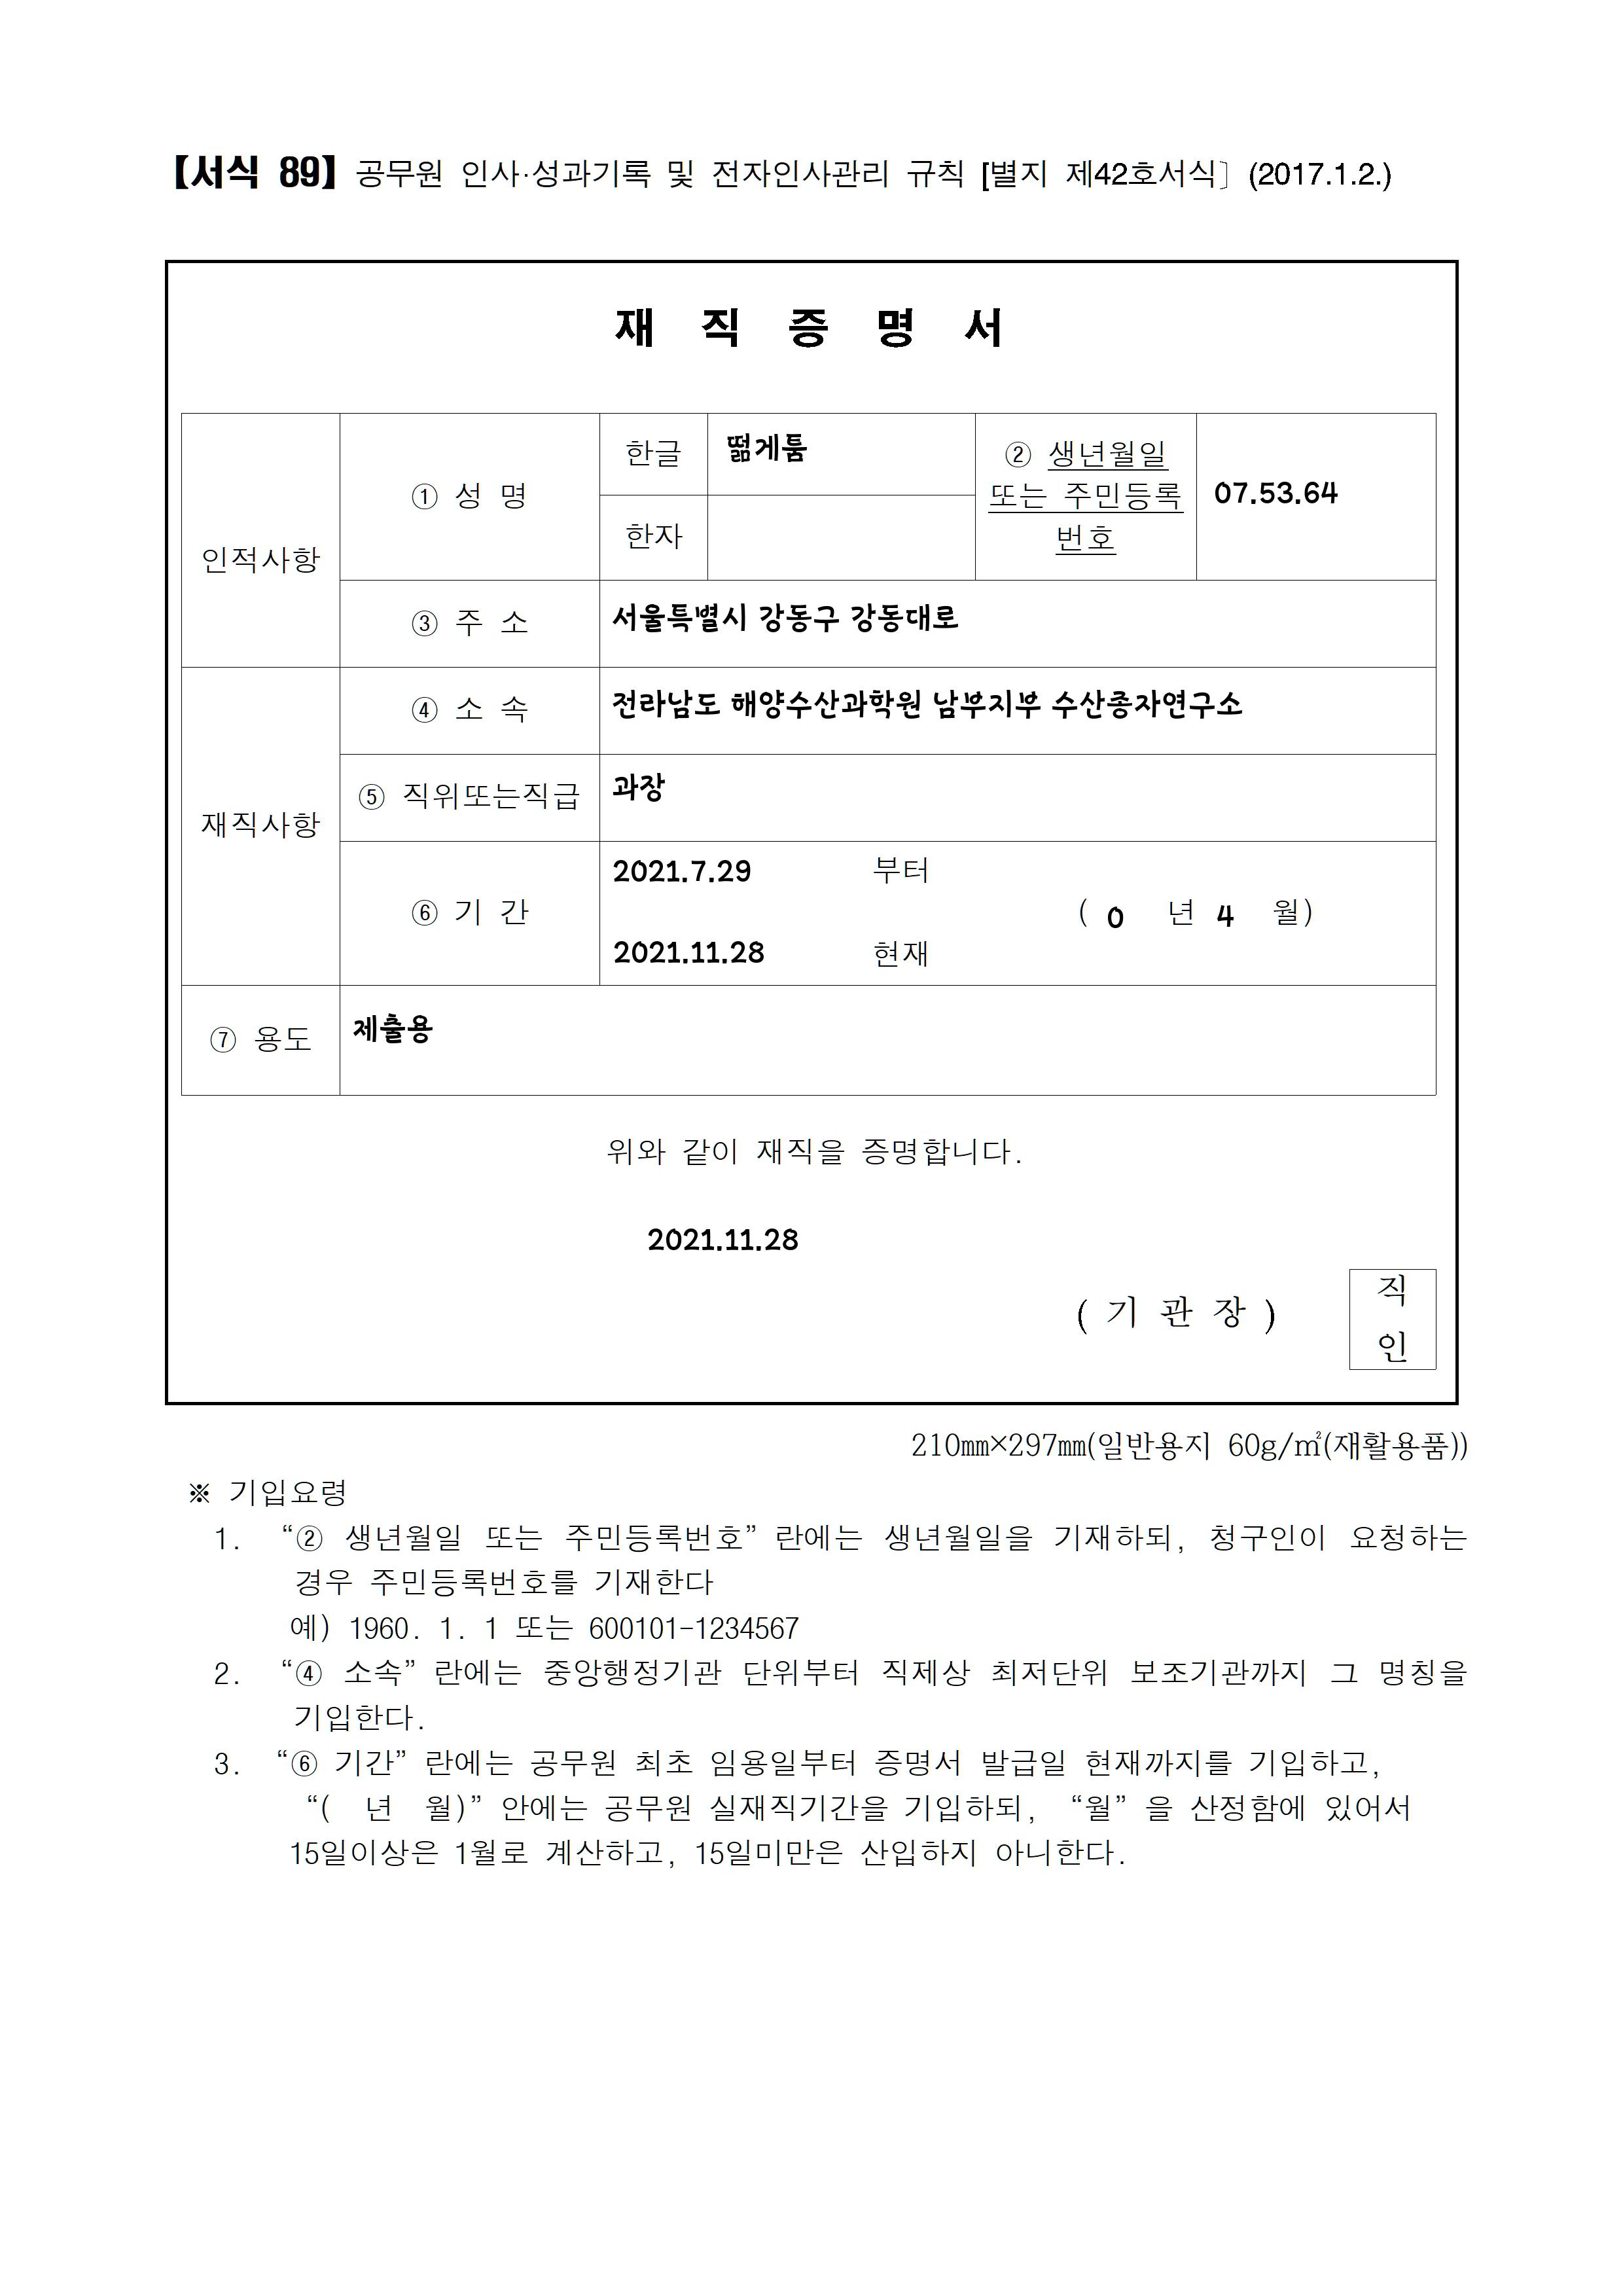 【서식 89】 공무원 인사·성과기록 및 전자인사관리 규칙 [별지 제42호서식］(2017.1.2.)
재 직 증 명 서
인적사항
① 성 명
한글
떫게툼
한자
② 생년월일
또는 주민등록
번호
07.53.64
③ 주 소
서울특별시 강동구 강동대로
재직사항
④ 소 속
전라남도 해양수산과학원 남부지부 수산종자연구소
⑤ 직위또는직급
과장
⑥ 기 간
2021.7.29 부터
( 0 년 4 월)
2021.11.28 현재
⑦ 용도
제출용
위와 같이 재직을 증명합니다.
2021.11.28
( 기 관 장 )
직
인
210㎜×297㎜(일반용지 60g/㎡(재활용품))
※ 기입요령
1. “② 생년월일 또는 주민등록번호” 란에는 생년월일을 기재하되, 청구인이 요청하는
경우 주민등록번호를 기재한다
예) 1960. 1. 1 또는 600101-1234567
2. “④ 소속” 란에는 중앙행정기관 단위부터 직제상 최저단위 보조기관까지 그 명칭을
기입한다.
3. “⑥ 기간” 란에는 공무원 최초 임용일부터 증명서 발급일 현재까지를 기입하고,
“( 년 월)” 안에는 공무원 실재직기간을 기입하되, “월” 을 산정함에 있어서
15일이상은 1월로 계산하고, 15일미만은 산입하지 아니한다.